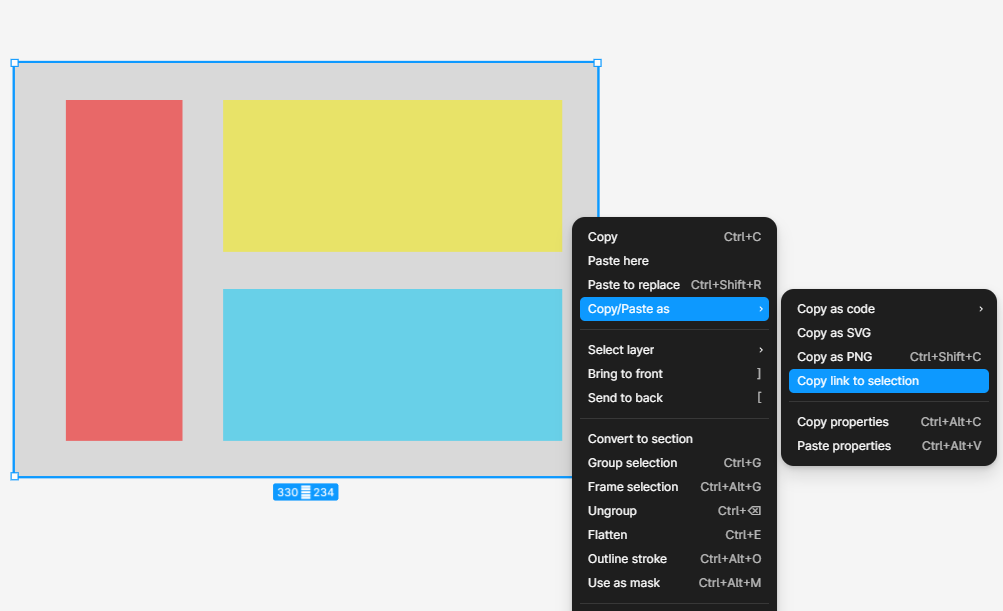 Copy Ctrl+C
Paste here
Paste to replace Ctrl+Shift+R
Copy/Paste as
Select layer
Bring to front ]
Send to back [
Convert to section
Group selection Ctrl+G
Frame selection Ctrl+Alt+G
Ungroup Ctrl+⌫
Flatten Ctrl+E
Outline stroke Ctrl+Alt+O
Use as mask Ctrl+Alt+M
Copy as code
Copy as SVG
Copy as PNG Ctrl+Shift+C
Copy link to selection
Copy properties Ctrl+Alt+C
Paste properties Ctrl+Alt+V
330 234